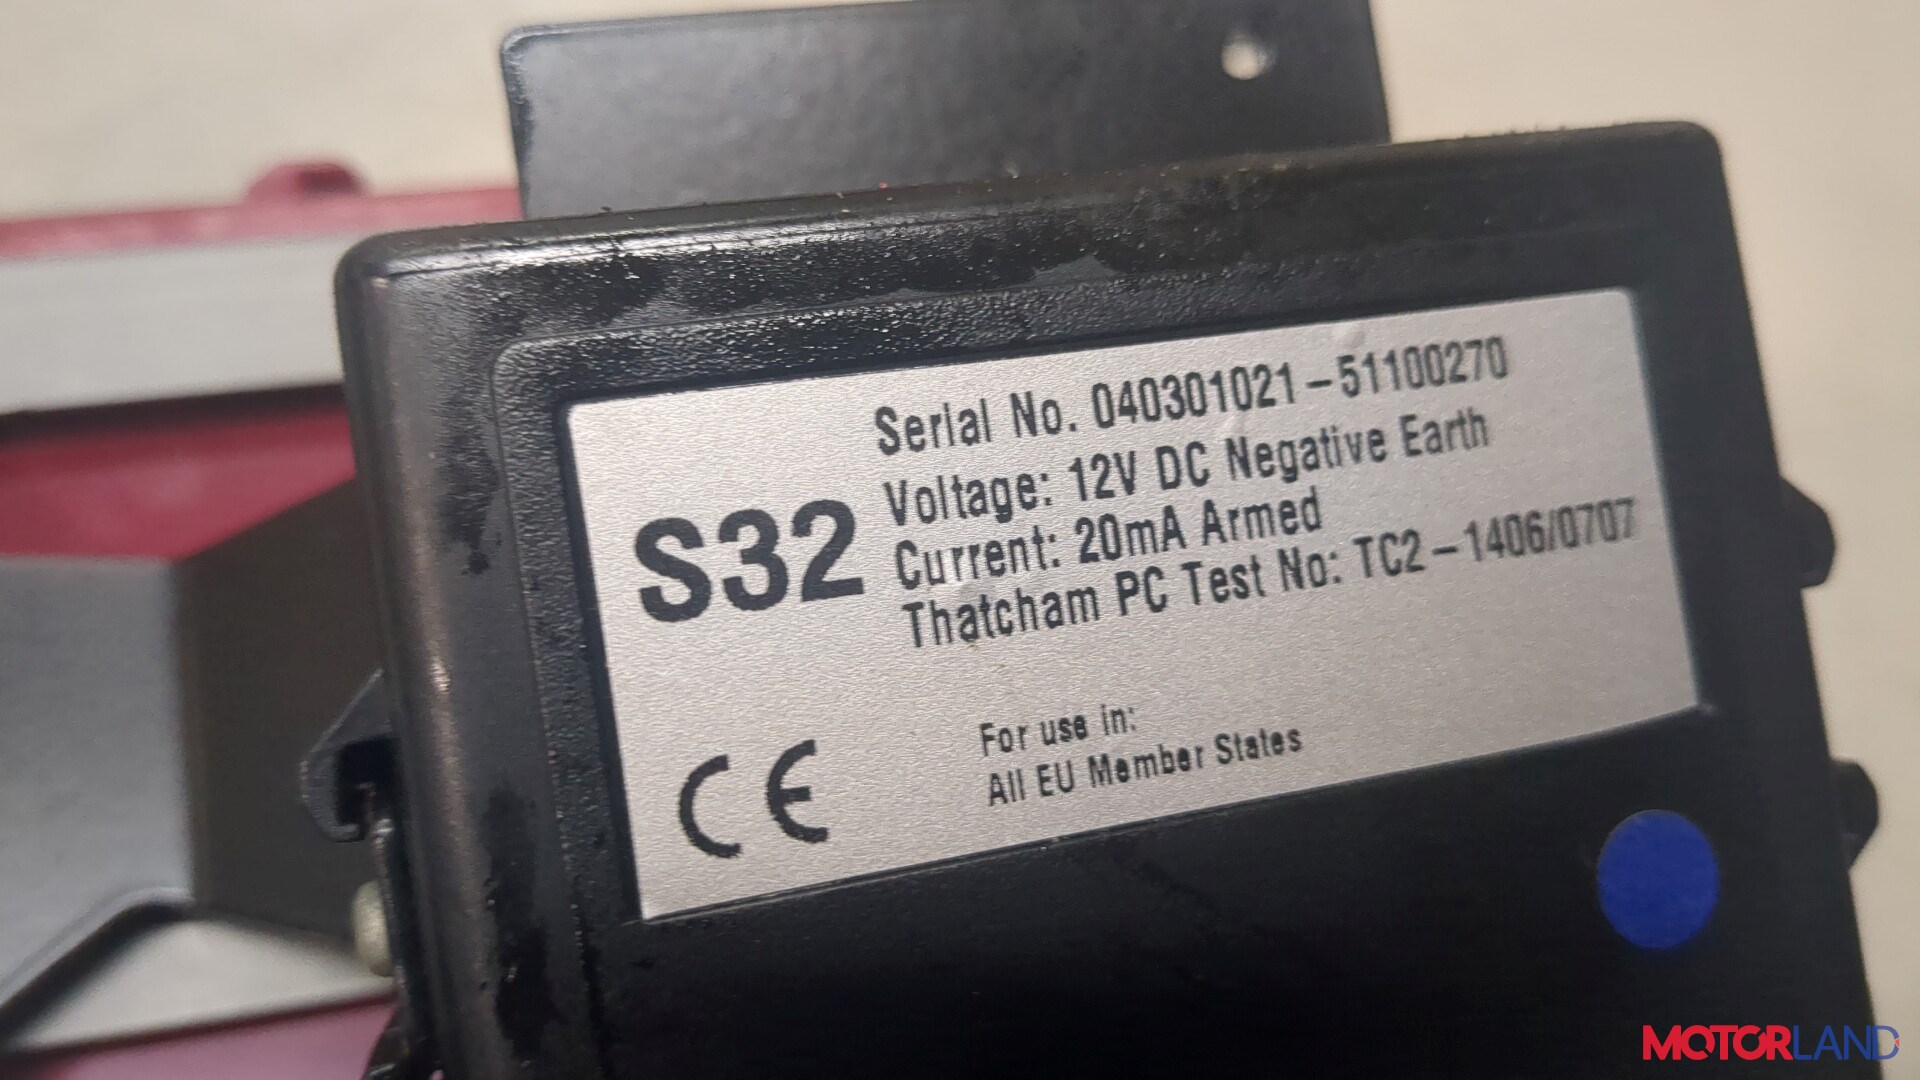 Serial No. 040301021-51100270
Voltage: 12V DC Negative Earth
S32
Current: 20mA Armed
Thatcham PC Test No: TC2-1406/0707
CE
For use in:
All EU Member States
MOTORLAND